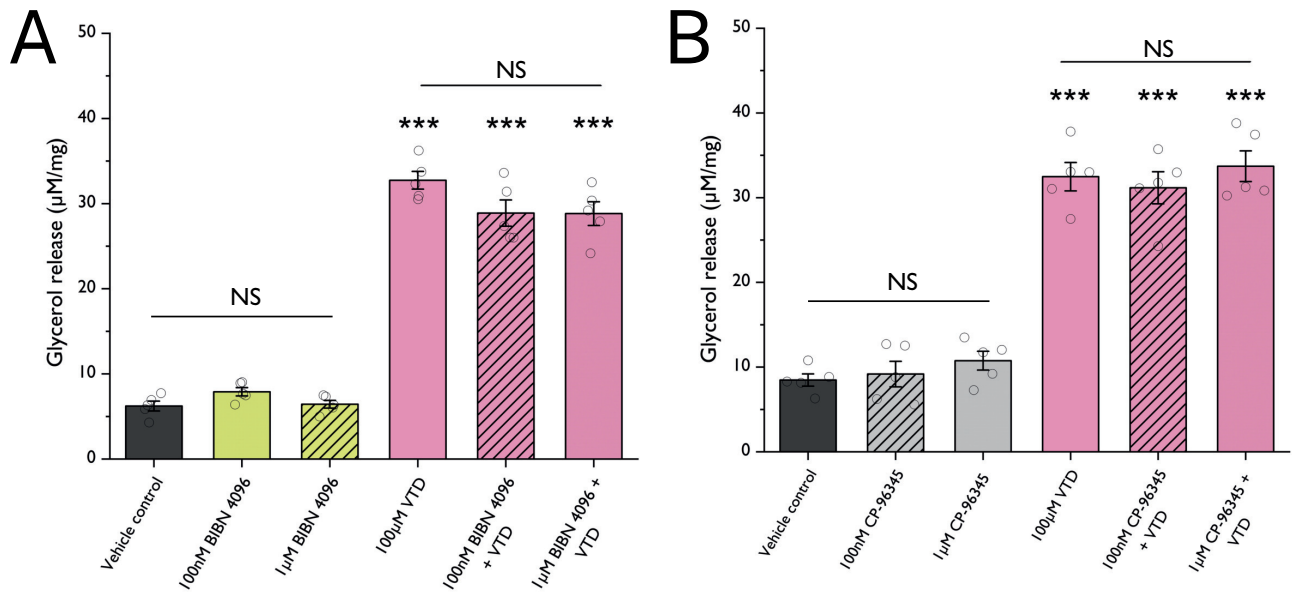 A
Glycerol release (µM/mg)
50
40
30
20
10
0
NS
NS
*** *** ***
Vehicle control
100nM BIBN 4096
1µM BIBN 4096
100µM VTD
100nM BIBN 4096
+ VTD
1µM BIBN 4096 +
VTD
B
Glycerol release (µM/mg)
50
40
30
20
10
0
NS
NS
*** *** ***
Vehicle control
100nM CP-96345
1µM CP-96345
100µM VTD
100nM CP-96345
+ VTD
1µM CP-96345 +
VTD